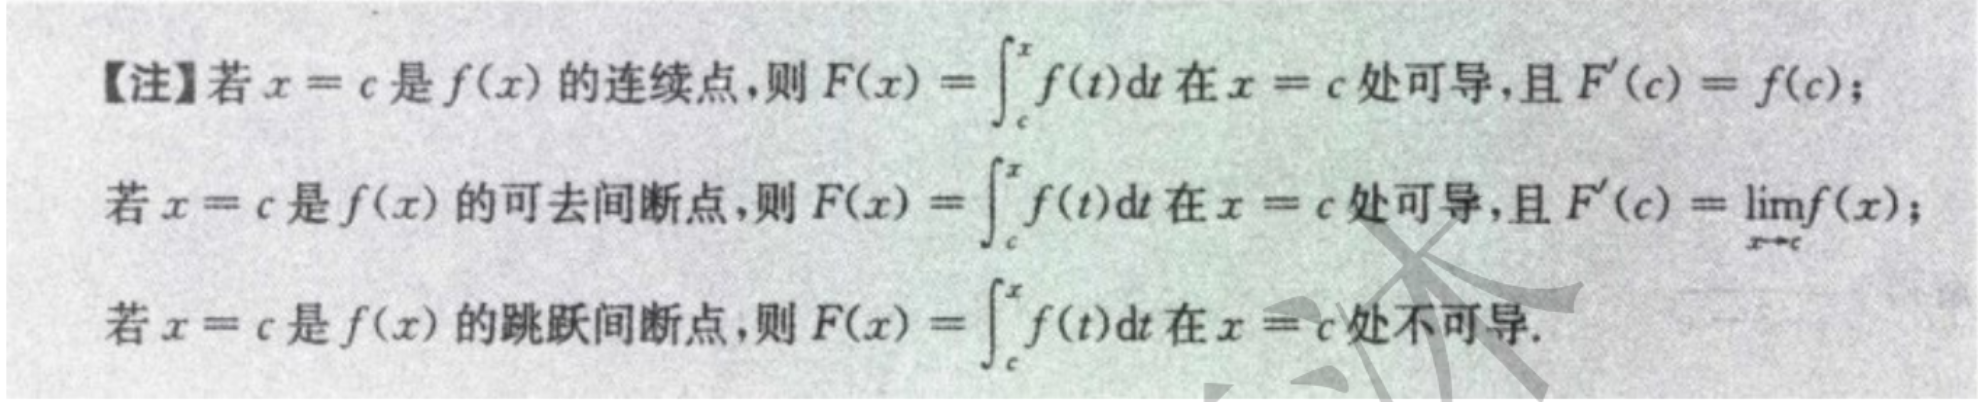 【注】若 x = c 是 f(x) 的连续点,则 F(x) = ∫_c^x f(t)dt 在 x = c 处可导,且 F′(c) = f(c);
若 x = c 是 f(x) 的可去间断点,则 F(x) = ∫_c^x f(t)dt 在 x = c 处可导,且 F′(c) = lim_{x→c} f(x);
若 x = c 是 f(x) 的跳跃间断点,则 F(x) = ∫_c^x f(t)dt 在 x = c 处不可导.